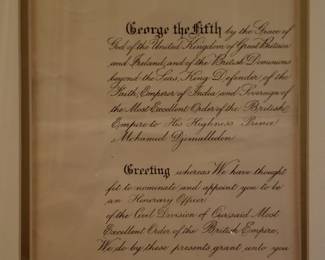 George the Fifth by the Grace of
God of the United Kingdom of Great Britain
and Ireland, and of the British Dominions
beyond the Seas, King Defender of the
Faith, Emperor of India and Sovereign of
the Most Excellent Order of the British
Empire to His Highness Prince
Mohamed Djemalledin
Greeting whereas We have thought
fit to nominate and appoint you to be
an Honorary Officer
of the Civil Division of Our said Most
Excellent Order of the British Empire,
We do by these presents grant unto you